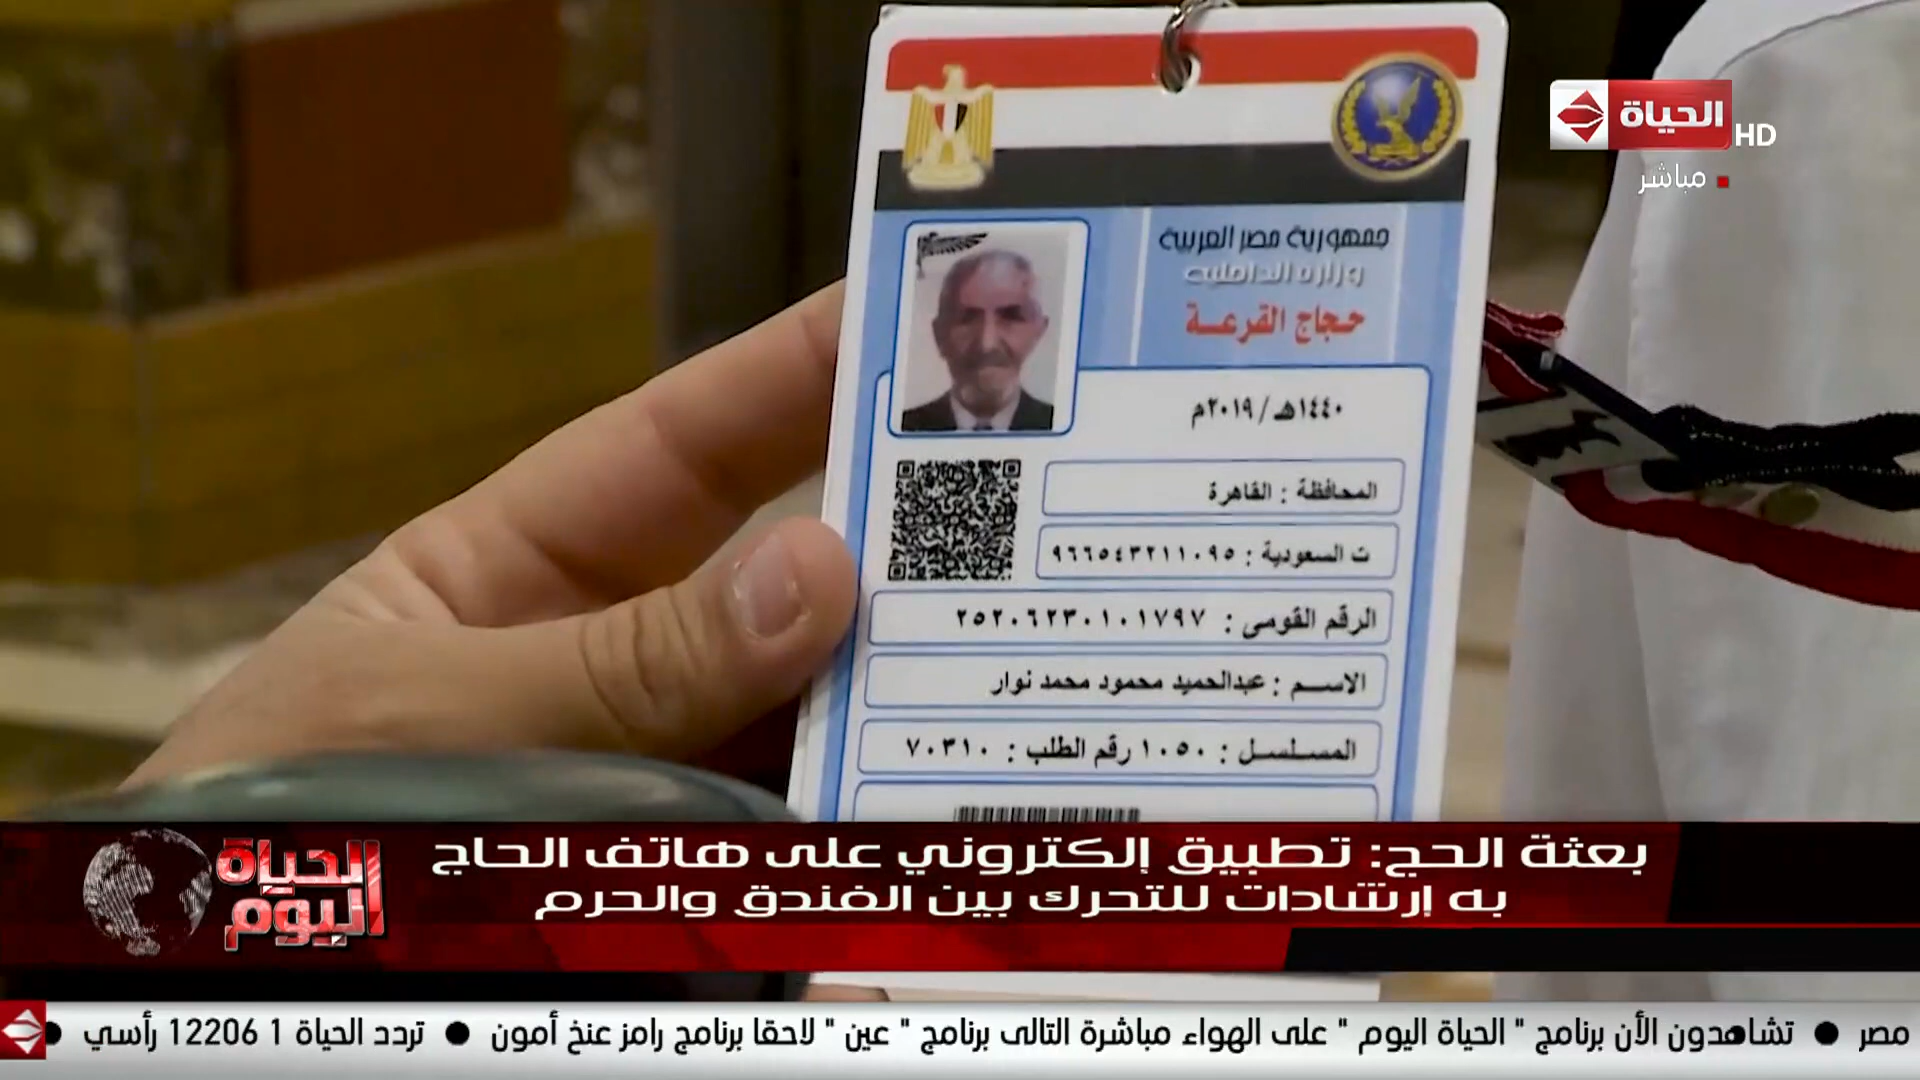 الحياة
HD
مباشر
جمهورية مصر العربية
وزارة الداخلية
حجاج القرعــة
١٤٤٠هـ / ٢٠١٩م
المحافظة : القاهرة
ت السعودية : ٩٦٦٥٤٣٢١١٠٩٥
الرقم القومى : ٢٥٢٠٦٢٣٠١٠١٧٩٧
الاســـم : عبدالحميد محمود محمد نوار
المسلسـل : ١٠٥٠ رقم الطلب : ٧٠٣١٠
بعثة الحج: تطبيق إلكتروني على هاتف الحاج
به إرشادات للتحرك بين الفندق والحرم
الحياة
اليوم
مصر ● تشاهدون الأن برنامج " الحياة اليوم " على الهواء مباشرة التالى برنامج " عين " لاحقا برنامج رامز عنخ أمون ● تردد الحياة 1 12206 رأسي ●